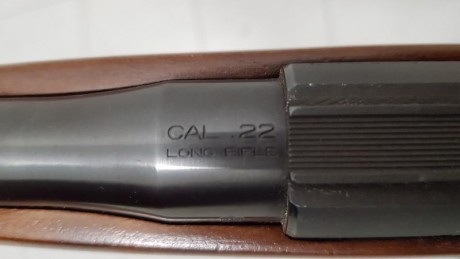 CAL .22
LONG RIFLE